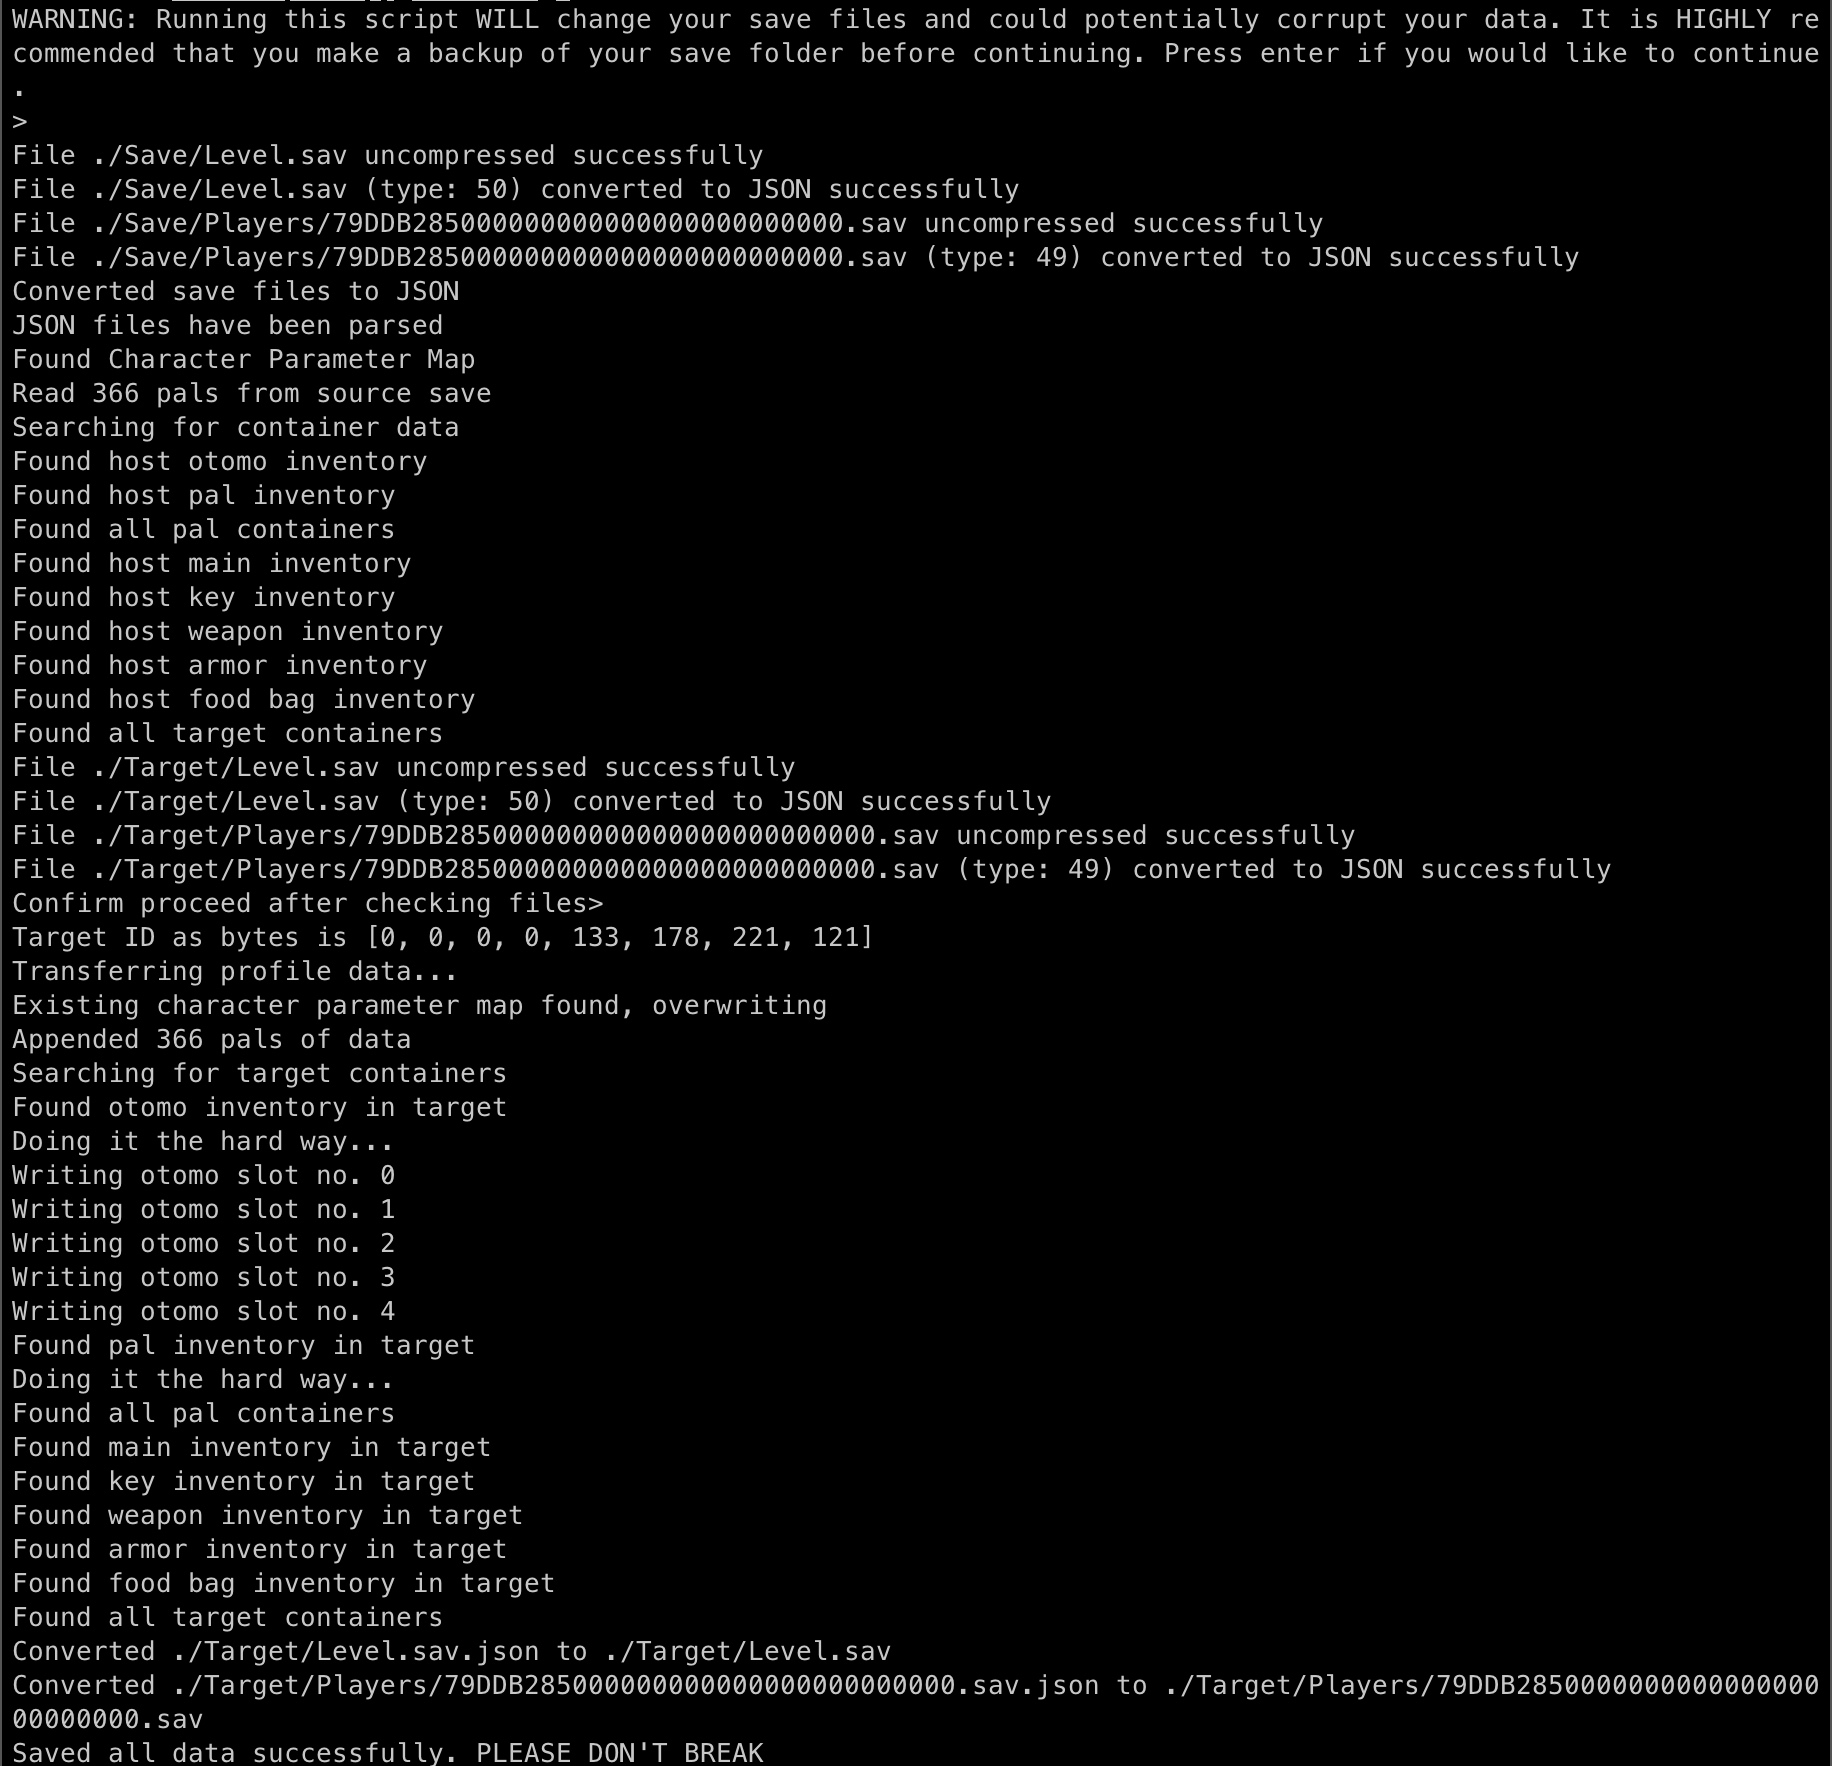 WARNING: Running this script WILL change your save files and could potentially corrupt your data. It is HIGHLY re
commended that you make a backup of your save folder before continuing. Press enter if you would like to continue
.
>
File ./Save/Level.sav uncompressed successfully
File ./Save/Level.sav (type: 50) converted to JSON successfully
File ./Save/Players/79DDB285000000000000000000000000.sav uncompressed successfully
File ./Save/Players/79DDB285000000000000000000000000.sav (type: 49) converted to JSON successfully
Converted save files to JSON
JSON files have been parsed
Found Character Parameter Map
Read 366 pals from source save
Searching for container data
Found host otomo inventory
Found host pal inventory
Found all pal containers
Found host main inventory
Found host key inventory
Found host weapon inventory
Found host armor inventory
Found host food bag inventory
Found all target containers
File ./Target/Level.sav uncompressed successfully
File ./Target/Level.sav (type: 50) converted to JSON successfully
File ./Target/Players/79DDB285000000000000000000000000.sav uncompressed successfully
File ./Target/Players/79DDB285000000000000000000000000.sav (type: 49) converted to JSON successfully
Confirm proceed after checking files>
Target ID as bytes is [0, 0, 0, 0, 133, 178, 221, 121]
Transferring profile data...
Existing character parameter map found, overwriting
Appended 366 pals of data
Searching for target containers
Found otomo inventory in target
Doing it the hard way...
Writing otomo slot no. 0
Writing otomo slot no. 1
Writing otomo slot no. 2
Writing otomo slot no. 3
Writing otomo slot no. 4
Found pal inventory in target
Doing it the hard way...
Found all pal containers
Found main inventory in target
Found key inventory in target
Found weapon inventory in target
Found armor inventory in target
Found food bag inventory in target
Found all target containers
Converted ./Target/Level.sav.json to ./Target/Level.sav
Converted ./Target/Players/79DDB285000000000000000000000000.sav.json to ./Target/Players/79DDB2850000000000000000
00000000.sav
Saved all data successfully. PLEASE DON'T BREAK